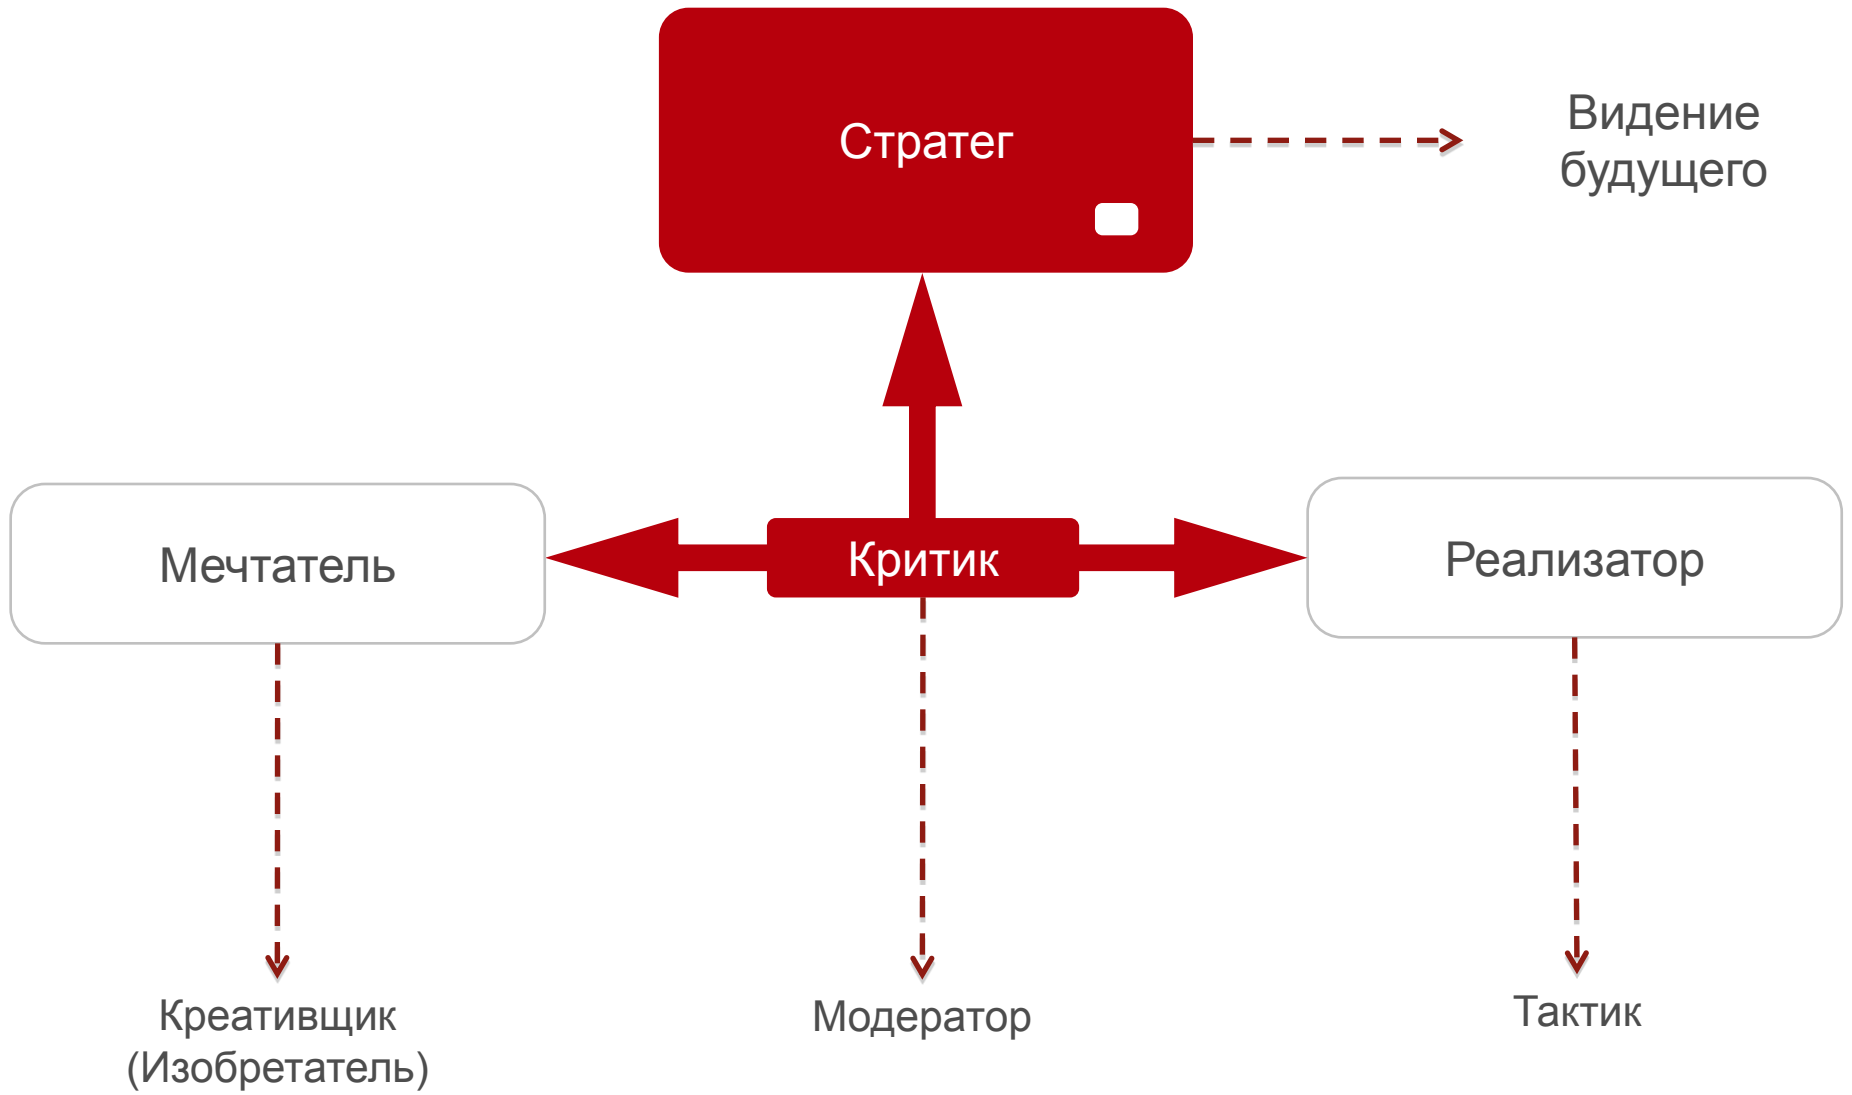 Стратег
Видение
будущего
Мечтатель
Критик
Реализатор
Креативщик
(Изобретатель)
Модератор
Тактик